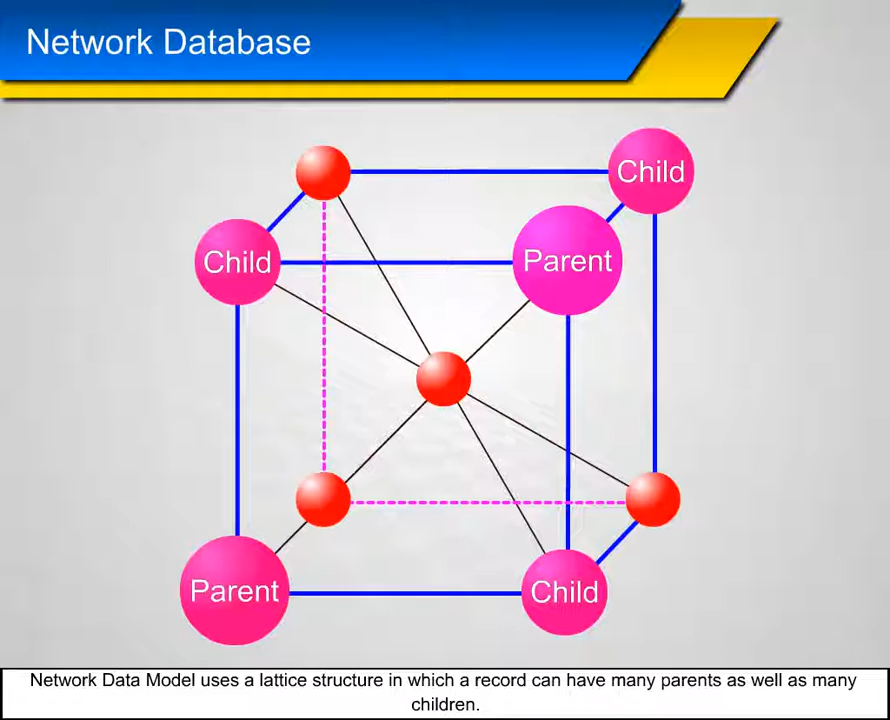 Network Database
Child
Child
Parent
Parent
Child
Network Data Model uses a lattice structure in which a record can have many parents as well as many
children.